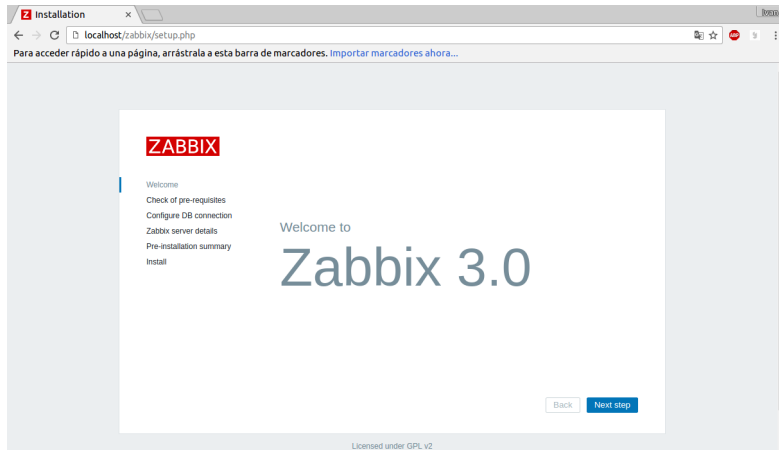 Z Installation
Ivan
localhost/zabbix/setup.php
ABP
Para acceder rápido a una página, arrástrala a esta barra de marcadores. Importar marcadores ahora...
ZABBIX
Welcome
Check of pre-requisites
Configure DB connection
Zabbix server details
Pre-installation summary
Install
Welcome to
Zabbix 3.0
Back
Next step
Licensed under GPL v2